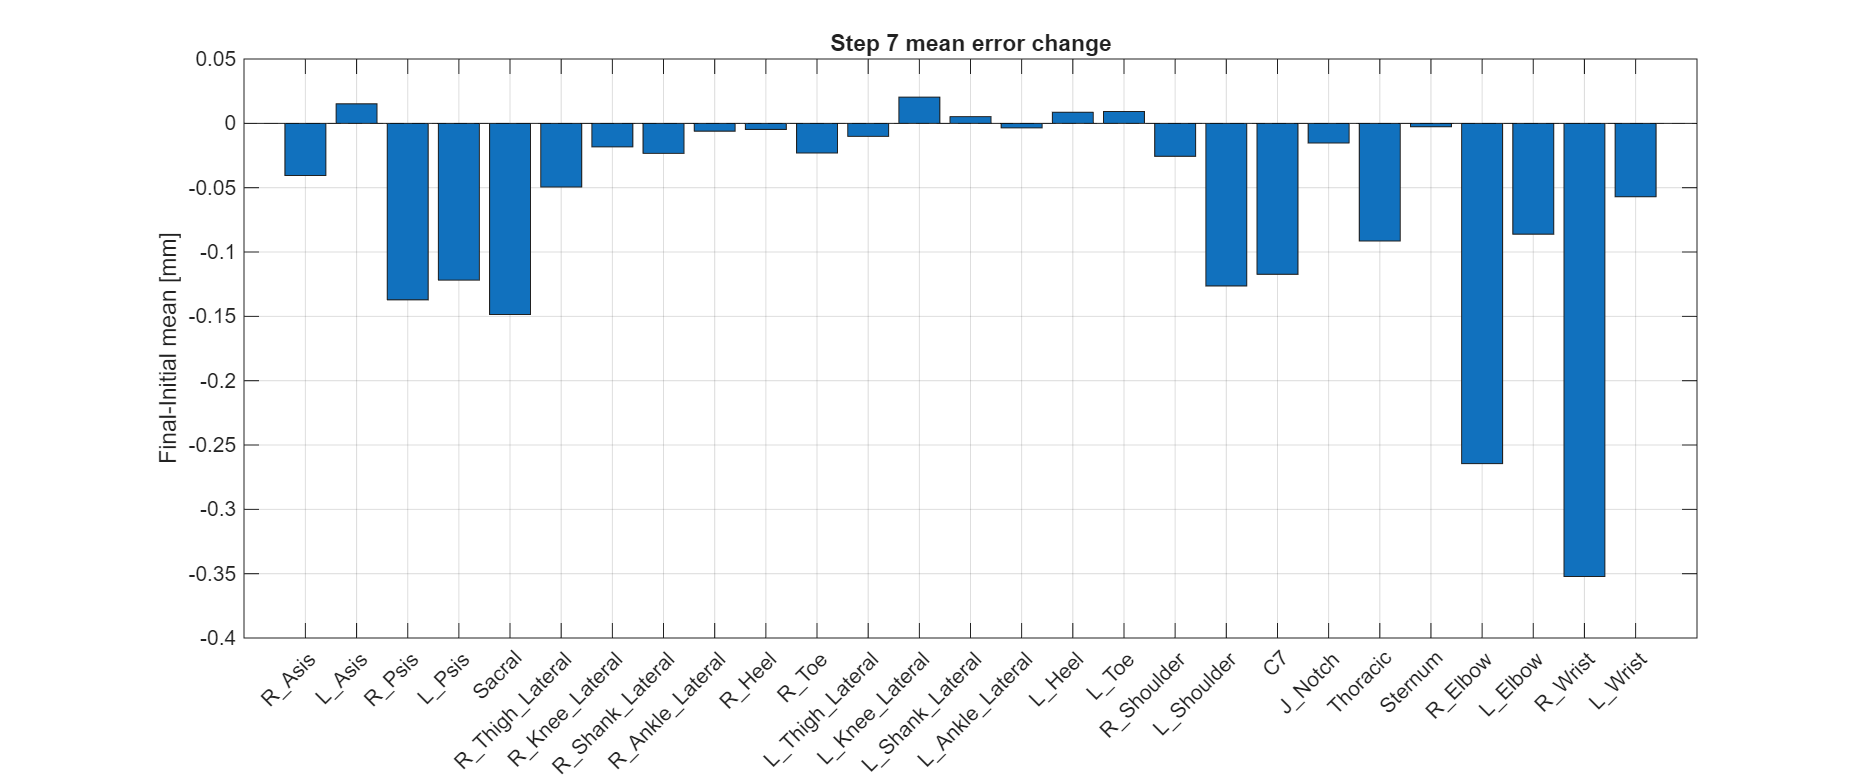 Step 7 mean error change
Final-Initial mean [mm]
0.05
0
-0.05
-0.1
-0.15
-0.2
-0.25
-0.3
-0.35
-0.4
R_Asis
L_Asis
R_Psis
L_Psis
Sacral
R_Thigh_Lateral
R_Knee_Lateral
R_Shank_Lateral
R_Ankle_Lateral
R_Heel
R_Toe
L_Thigh_Lateral
L_Knee_Lateral
L_Shank_Lateral
L_Ankle_Lateral
L_Heel
L_Toe
R_Shoulder
L_Shoulder
C7
J_Notch
Thoracic
Sternum
R_Elbow
L_Elbow
R_Wrist
L_Wrist